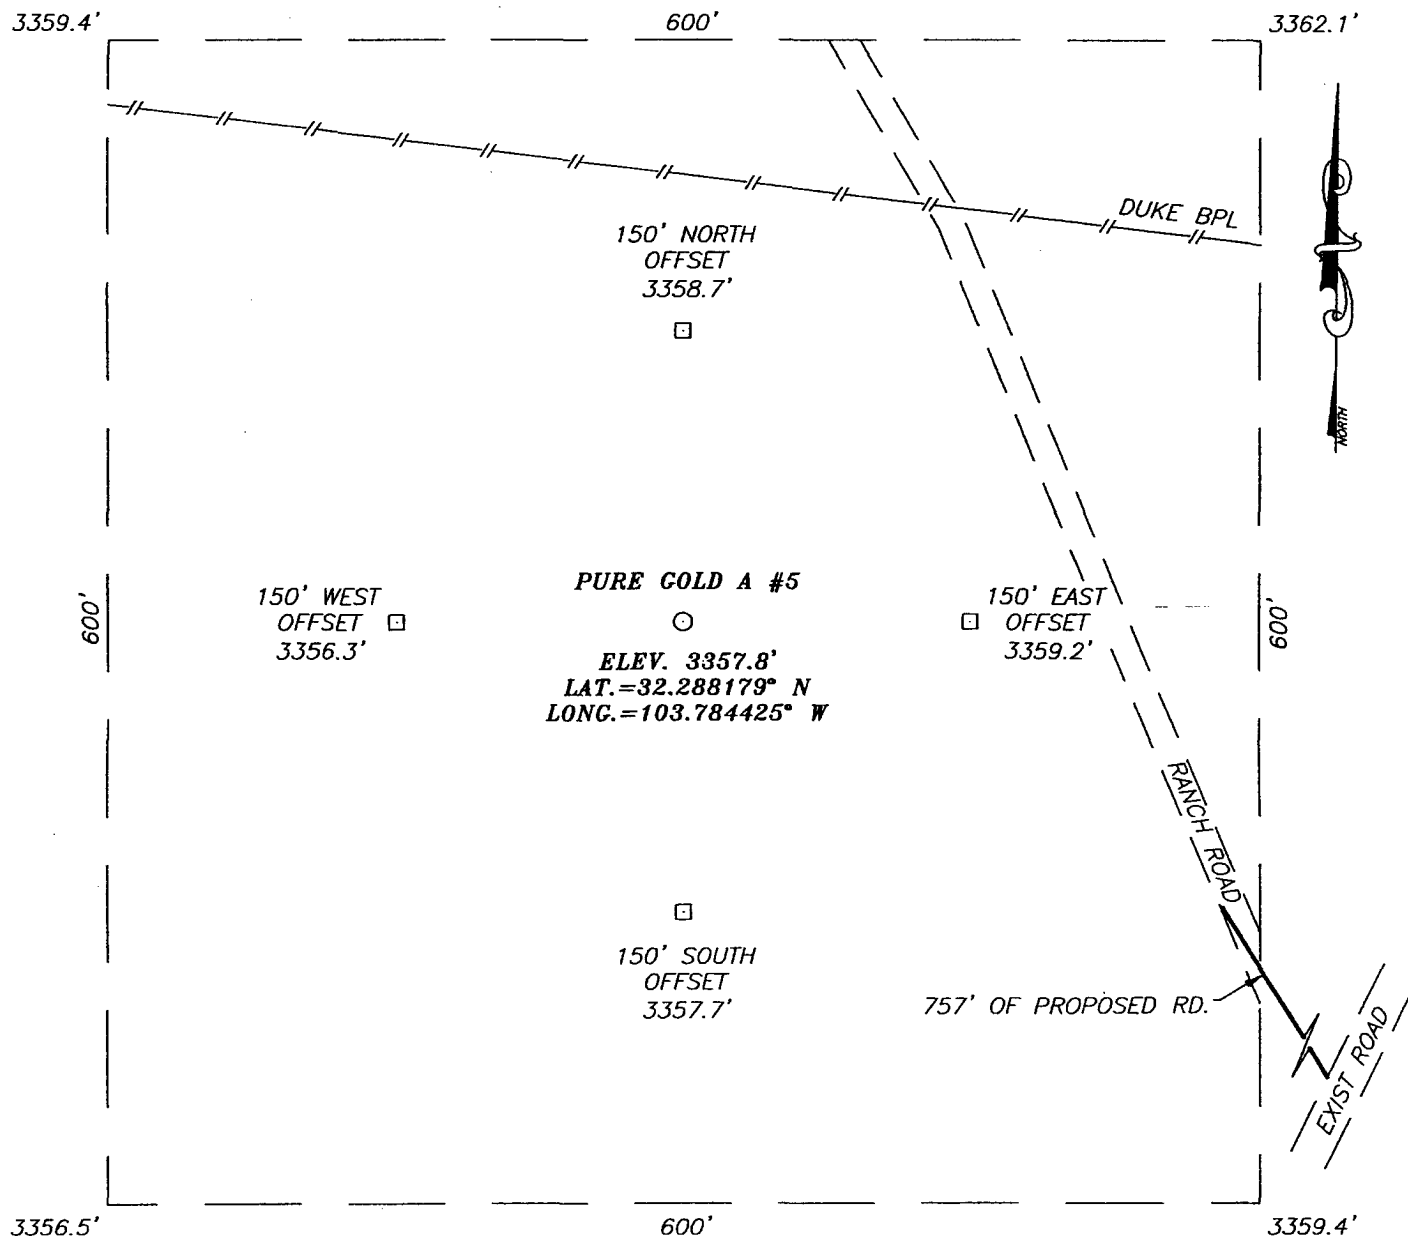 3359.4'
600'
3362.1'
DUKE BPL
150' NORTH
OFFSET
3358.7'
NORTH
600'
150' WEST
OFFSET
3356.3'
PURE GOLD A #5
ELEV. 3357.8'
LAT.=32.288179° N
LONG.=103.784425° W
150' EAST
OFFSET
3359.2'
600'
RANCH ROAD
150' SOUTH
OFFSET
3357.7'
757' OF PROPOSED RD.
EXIST ROAD
3356.5'
600'
3359.4'